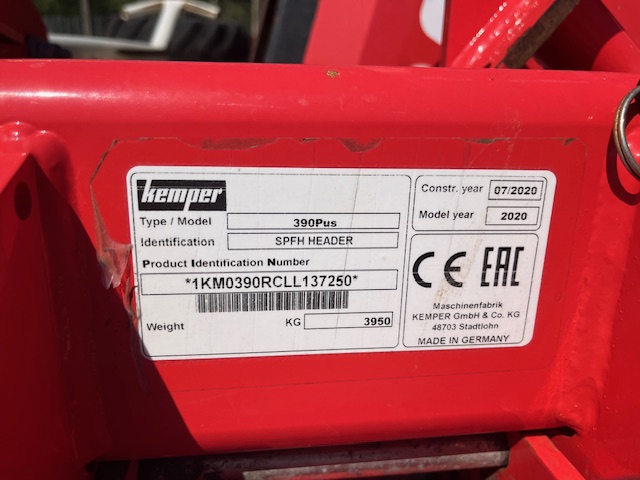 kemper
Type / Model 390Pus
Identification SPFH HEADER
Product Identification Number
*1KM0390RCLL137250*
Weight KG 3950
Constr. year 07/2020
Model year 2020
CE EAC
Maschinenfabrik
KEMPER GmbH & Co. KG
48703 Stadtlohn
MADE IN GERMANY